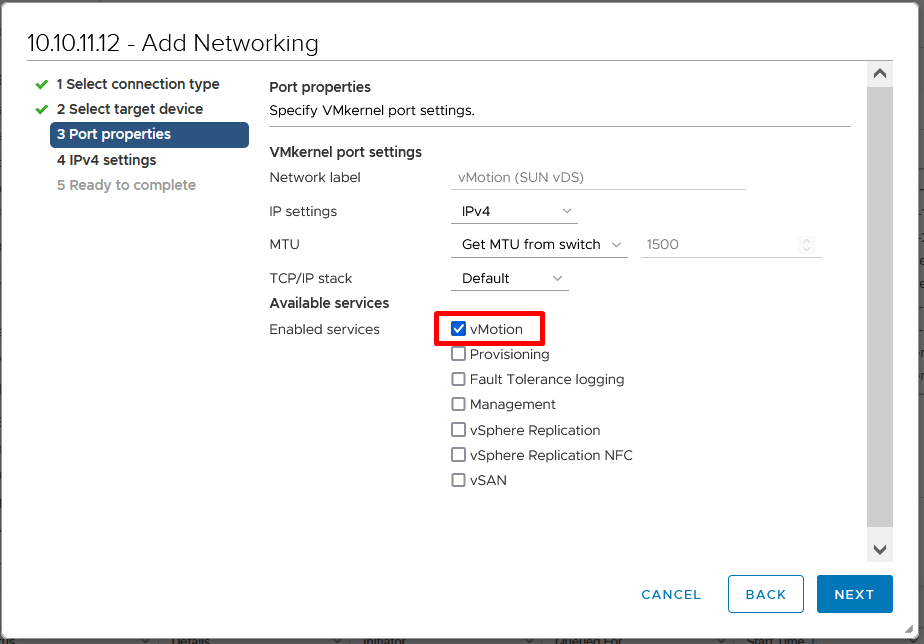 10.10.11.12 - Add Networking
1 Select connection type
2 Select target device
3 Port properties
4 IPv4 settings
5 Ready to complete
Port properties
Specify VMkernel port settings.
VMkernel port settings
Network label vMotion (SUN vDS)
IP settings IPv4
MTU Get MTU from switch 1500
TCP/IP stack Default
Available services
Enabled services vMotion
Provisioning
Fault Tolerance logging
Management
vSphere Replication
vSphere Replication NFC
vSAN
CANCEL BACK NEXT